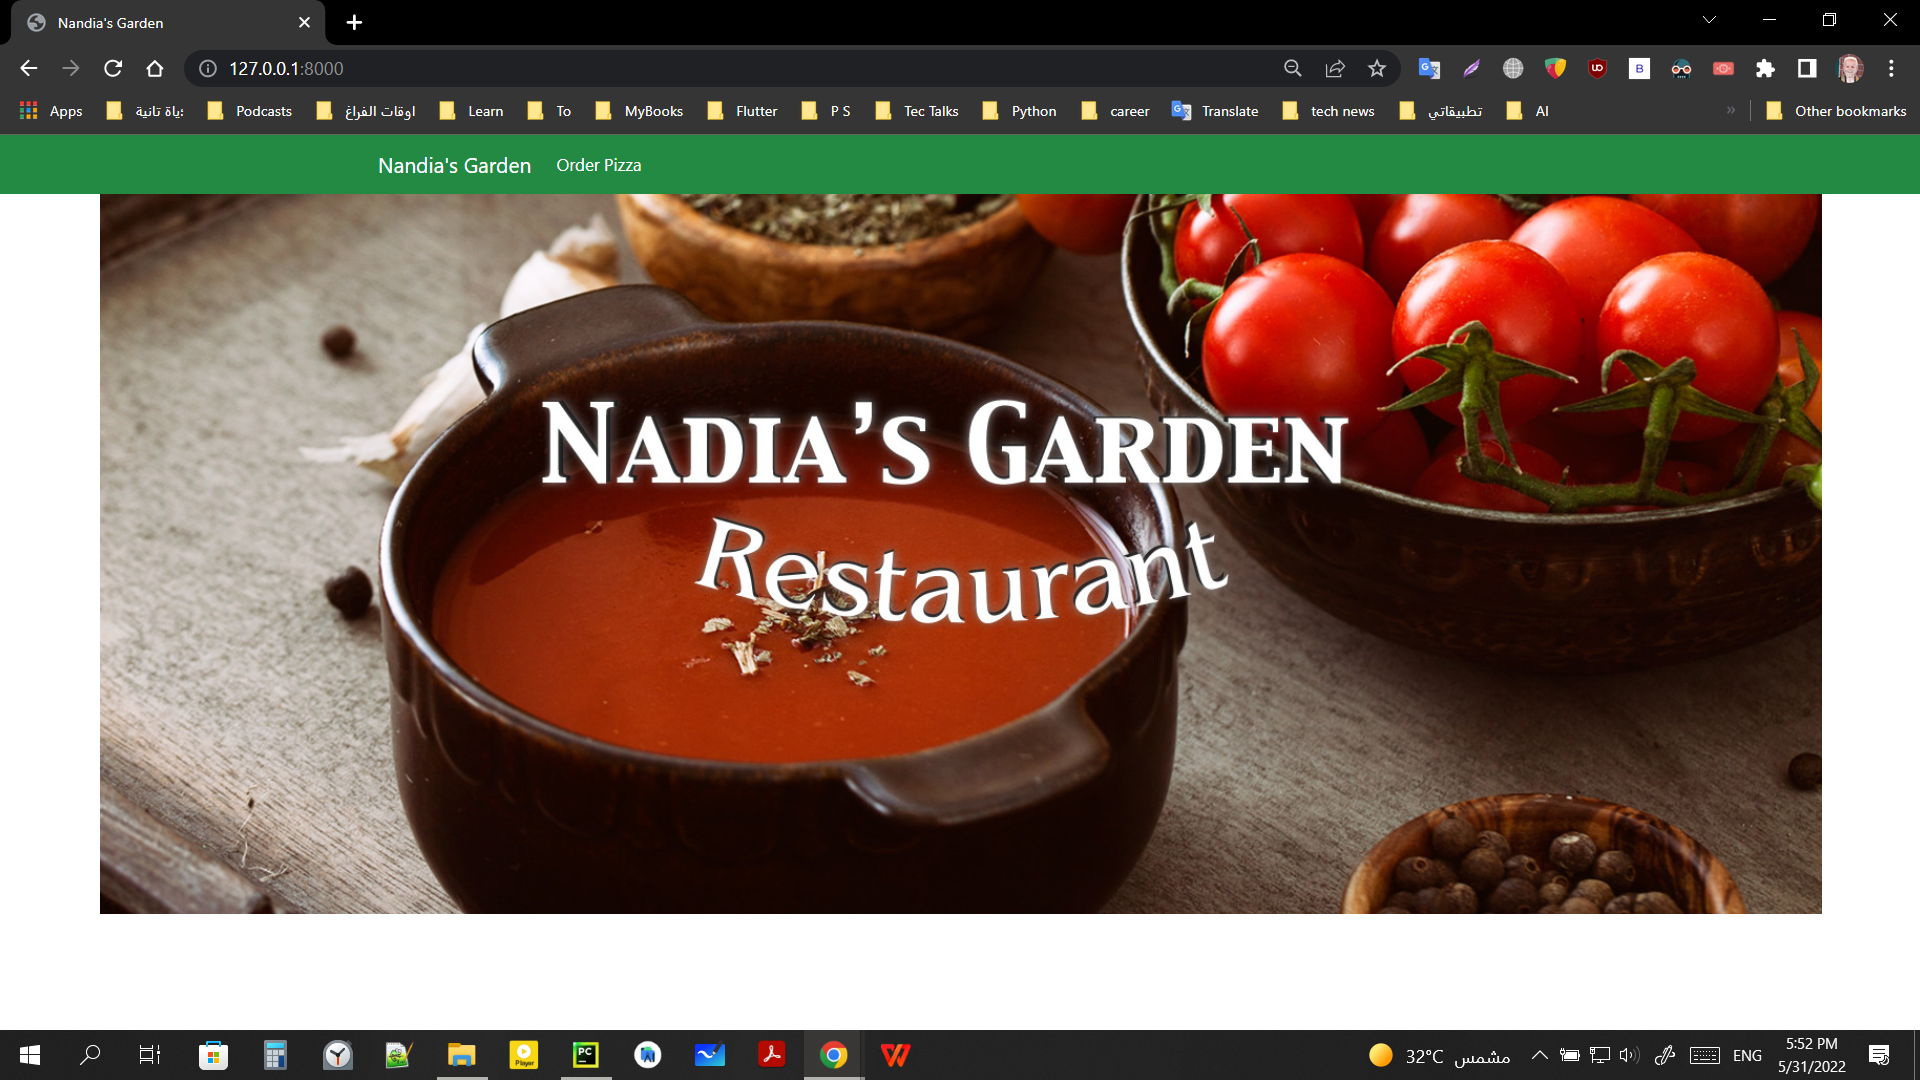 Nandia's Garden
127.0.0.1:8000
Apps
ياة تانية؛
Podcasts
اوقات الفراغ
Learn
To
MyBooks
Flutter
P S
Tec Talks
Python
career
Translate
tech news
تطبيقاتي
AI
»
Other bookmarks
Nandia's Garden
Order Pizza
NADIA'S GARDEN
Restaurant
32°C مشمس
ENG
5:52 PM
5/31/2022